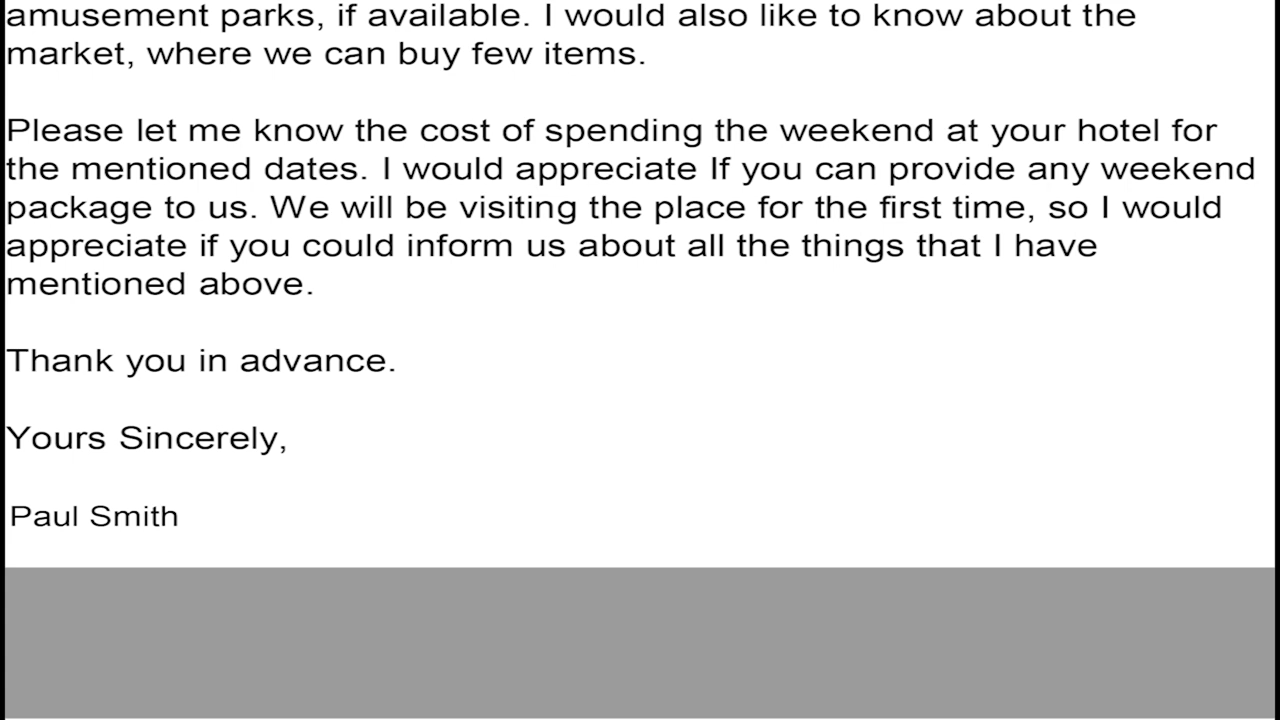 amusement parks, if available. I would also like to know about the
market, where we can buy few items.
Please let me know the cost of spending the weekend at your hotel for
the mentioned dates. I would appreciate If you can provide any weekend
package to us. We will be visiting the place for the first time, so I would
appreciate if you could inform us about all the things that I have
mentioned above.
Thank you in advance.
Yours Sincerely,
Paul Smith